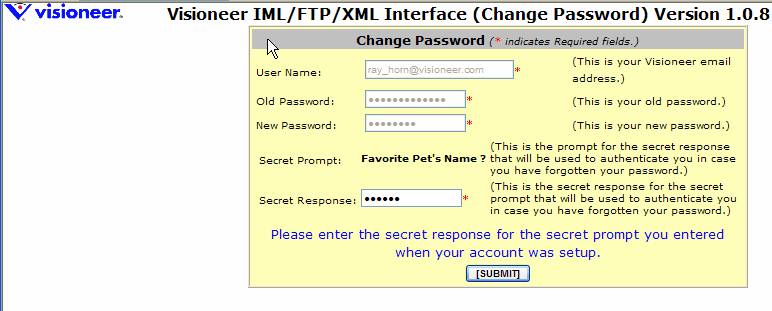 visioneer. Visioneer IML/FTP/XML Interface (Change Password) Version 1.0.8
Change Password (* indicates Required fields.)
User Name: ray_horn@visioneer.com * (This is your Visioneer email
address.)
Old Password: ••••••••••••• * (This is your old password.)
New Password: •••••••• * (This is your new password.)
Secret Prompt: Favorite Pet's Name ? (This is the prompt for the secret response
that will be used to authenticate you in case
you have forgotten your password.)
Secret Response: •••••• * (This is the secret response for the secret
prompt that will be used to authenticate you
in case you have forgotten your password.)
Please enter the secret response for the secret prompt you entered
when your account was setup.
[SUBMIT]